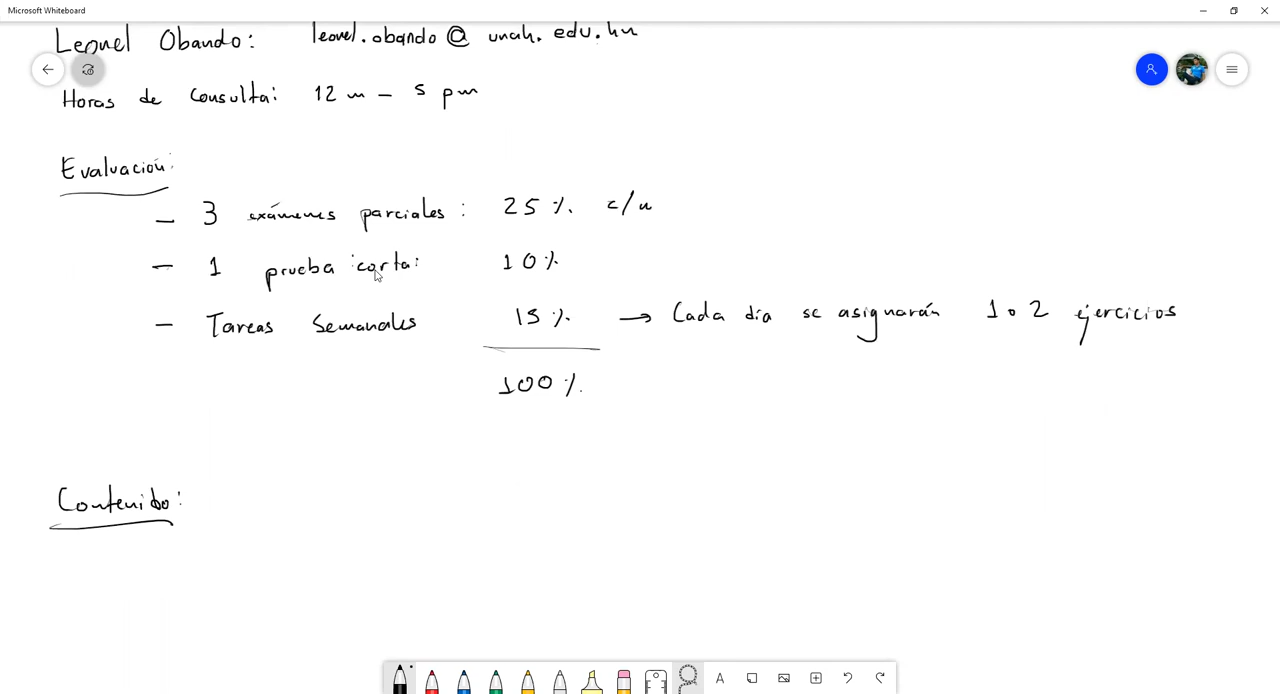 Microsoft Whiteboard
Leonel Obando: leonel.obando@unah.edu.hn
Horas de Consulta: 12 m - 5 pm
Evaluación:
- 3 exámenes parciales: 25% c/u
- 1 prueba corta: 10%
- Tareas Semanales 15% → Cada día se asignarán 1 o 2 ejercicios
100%
Contenido:
A